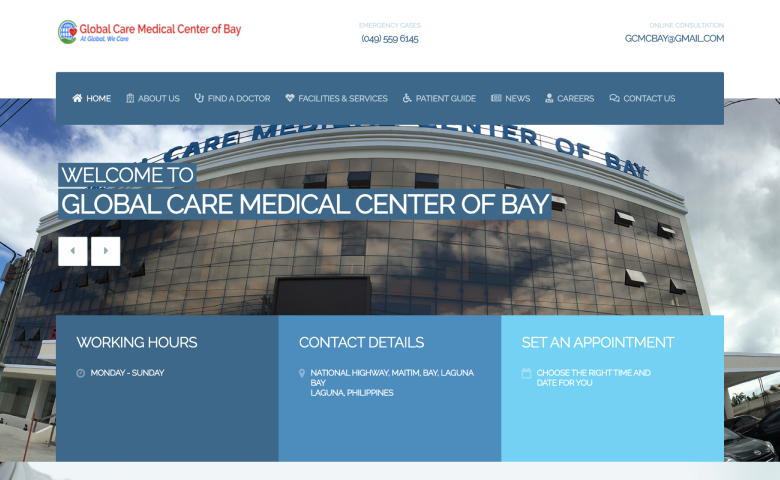 Global Care Medical Center of Bay
At Global, We Care
EMERGENCY CASES
(049) 559 6145
ONLINE CONSULTATION
GCMCBAY@GMAIL.COM
HOME
ABOUT US
FIND A DOCTOR
FACILITIES & SERVICES
PATIENT GUIDE
NEWS
CAREERS
CONTACT US
CARE MEDICAL CENTER OF BAY
WELCOME TO
GLOBAL CARE MEDICAL CENTER OF BAY
WORKING HOURS
MONDAY - SUNDAY
CONTACT DETAILS
NATIONAL HIGHWAY, MAITIM, BAY, LAGUNA
BAY
LAGUNA, PHILIPPINES
SET AN APPOINTMENT
CHOOSE THE RIGHT TIME AND
DATE FOR YOU